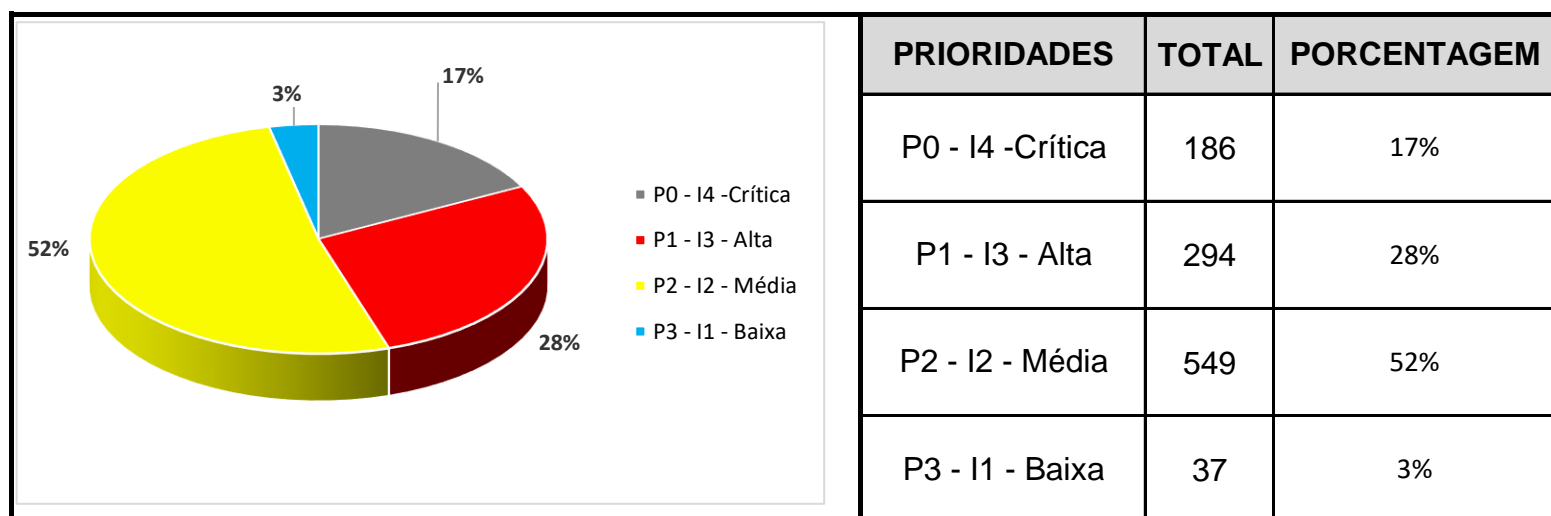 17%
3%
52%
28%
P0 - I4 -Crítica
P1 - I3 - Alta
P2 - I2 - Média
P3 - I1 - Baixa
PRIORIDADES TOTAL PORCENTAGEM
P0 - I4 -Crítica 186 17%
P1 - I3 - Alta 294 28%
P2 - I2 - Média 549 52%
P3 - I1 - Baixa 37 3%